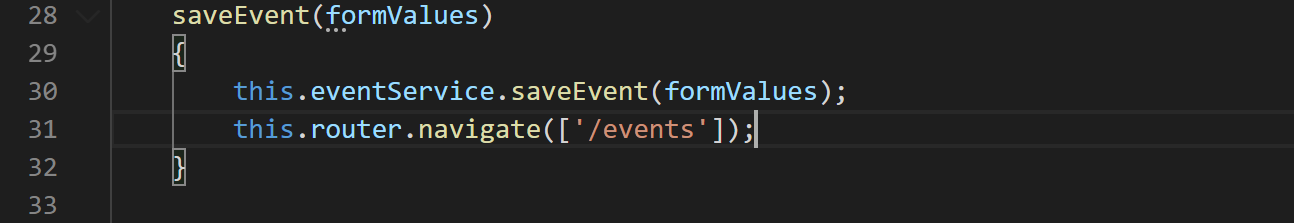 28 saveEvent(formValues)
29 {
30 this.eventService.saveEvent(formValues);
31 this.router.navigate(['/events']);
32 }
33